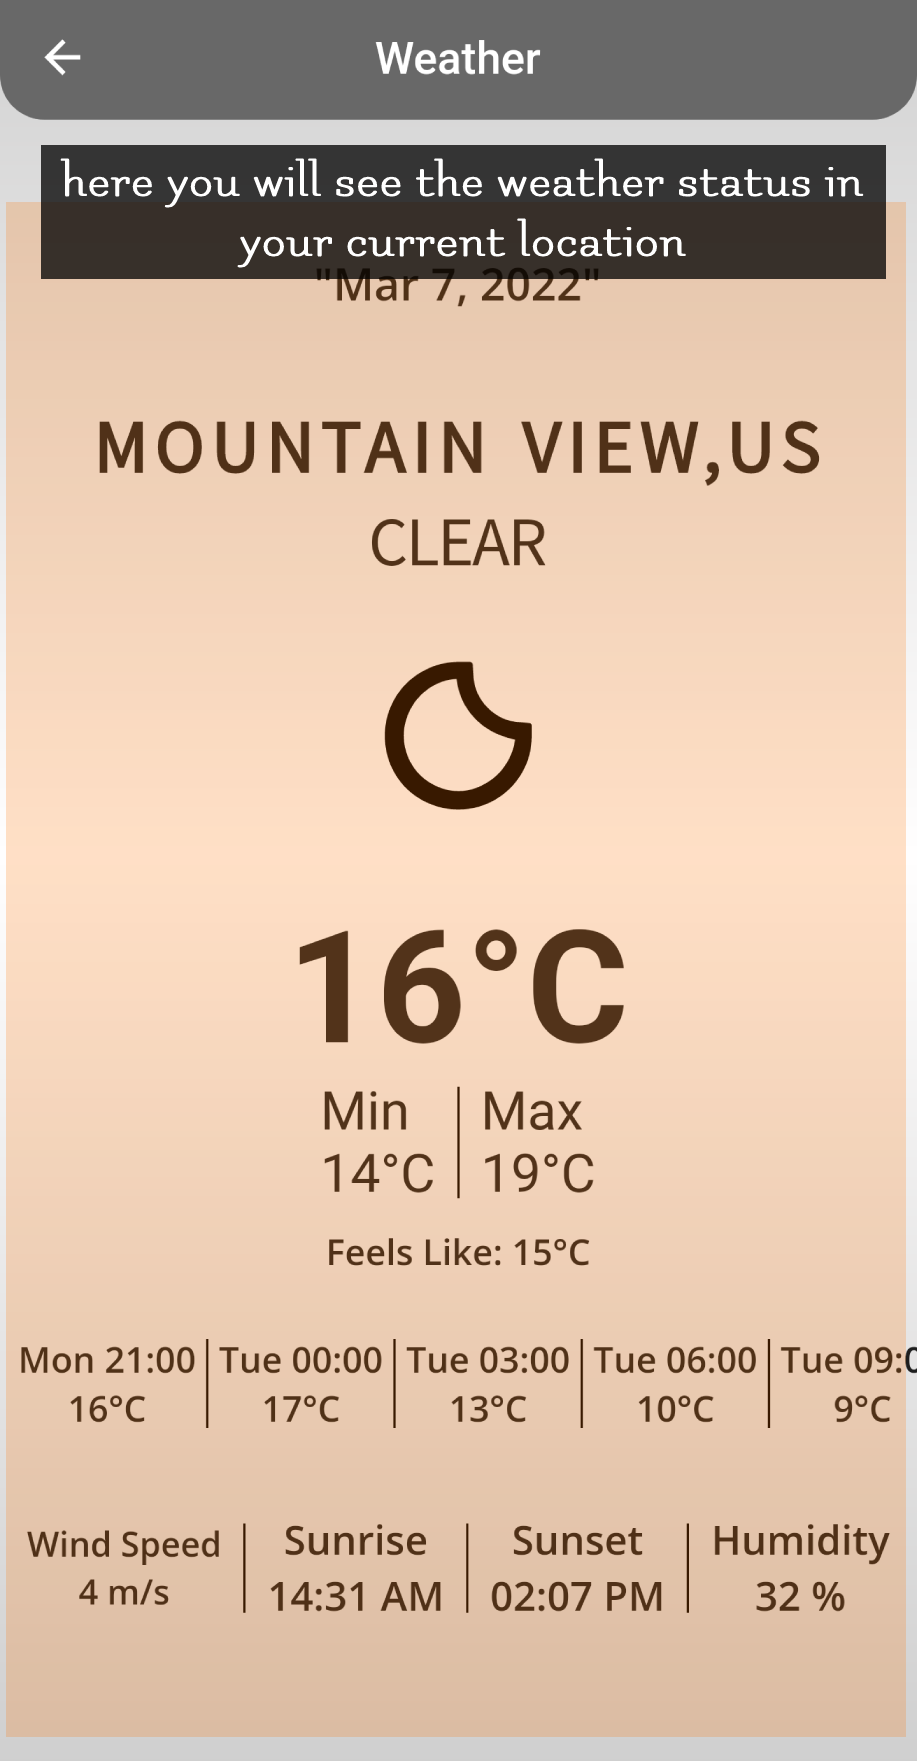 Weather
here you will see the weather status in
your current location
"Mar 7, 2022"
MOUNTAIN VIEW,US
CLEAR
16°C
Min Max
14°C 19°C
Feels Like: 15°C
Mon 21:00 Tue 00:00 Tue 03:00 Tue 06:00 Tue 09:0
16°C 17°C 13°C 10°C 9°C
Wind Speed Sunrise Sunset Humidity
4 m/s 14:31 AM 02:07 PM 32 %